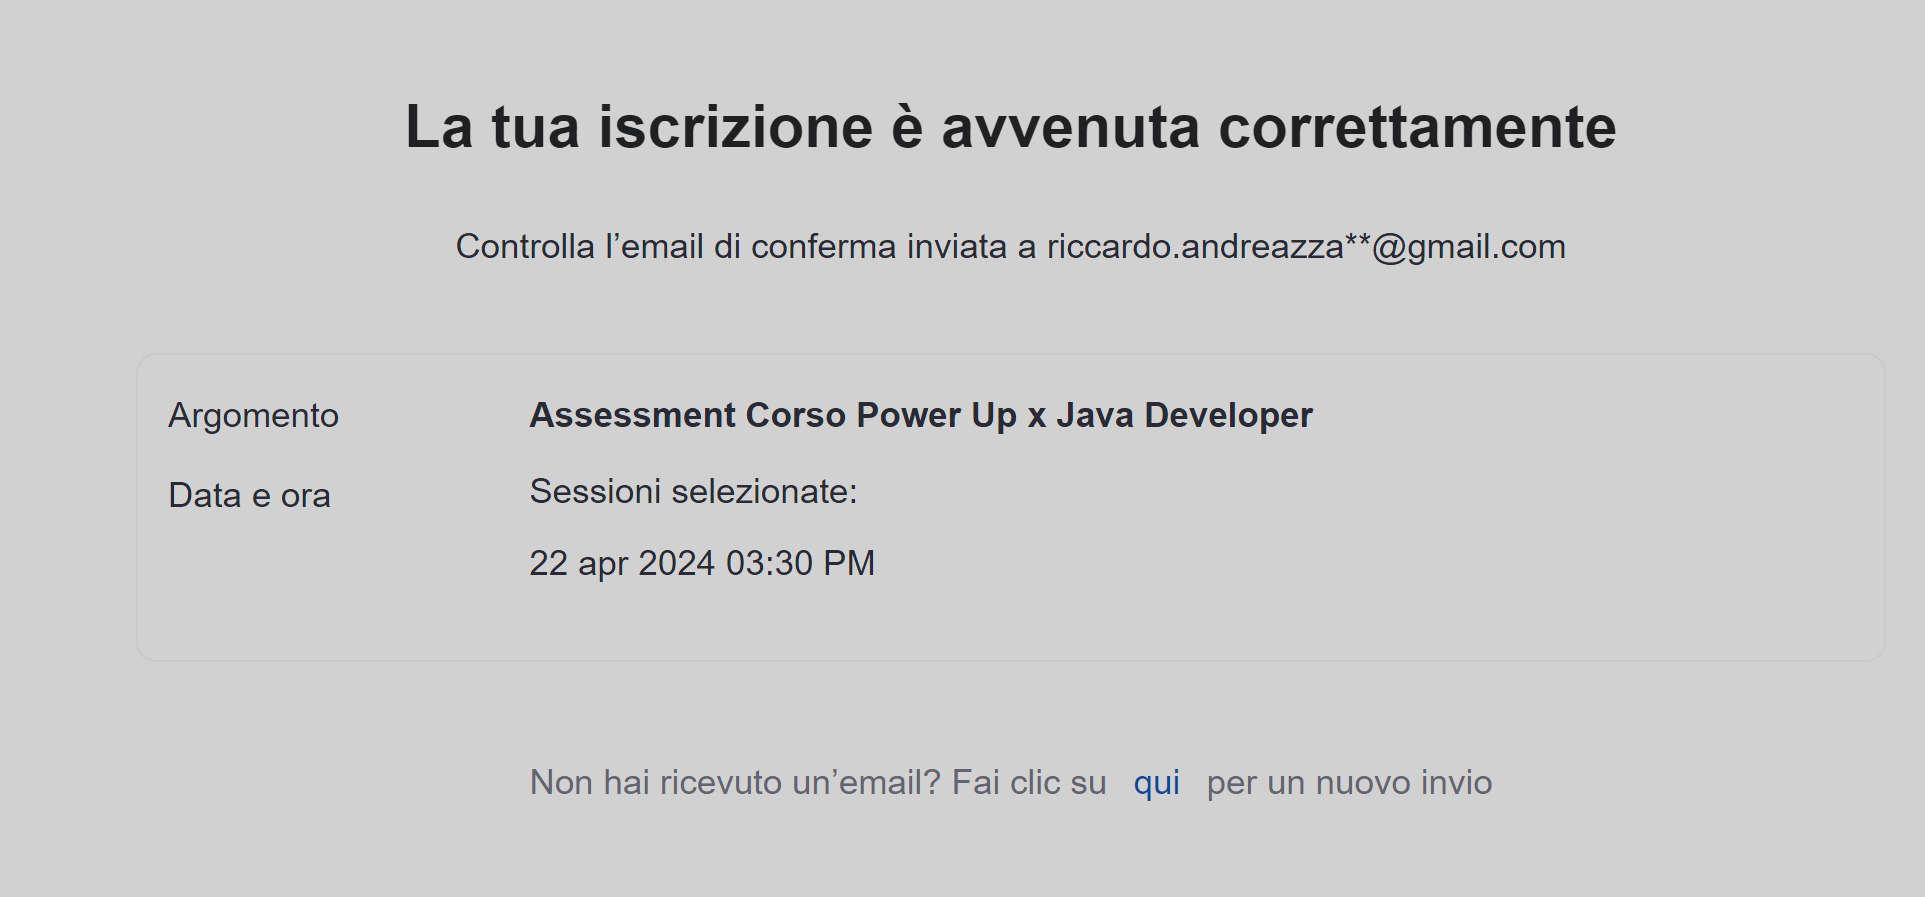 La tua iscrizione è avvenuta correttamente
Controlla l’email di conferma inviata a riccardo.andreazza**@gmail.com
Argomento Assessment Corso Power Up x Java Developer
Data e ora Sessioni selezionate:
22 apr 2024 03:30 PM
Non hai ricevuto un’email? Fai clic su qui per un nuovo invio